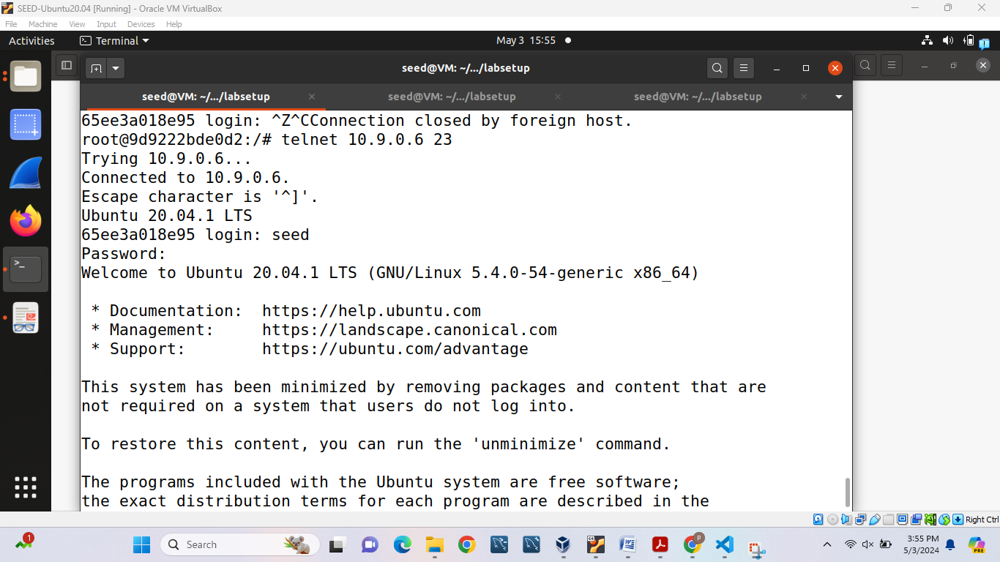 SEED-Ubuntu20.04 [Running] - Oracle VM VirtualBox
File Machine View Input Devices Help
Activities Terminal May 3 15:55
seed@VM: ~/.../labsetup
seed@VM: ~/.../labsetup seed@VM: ~/.../labsetup seed@VM: ~/.../labsetup
65ee3a018e95 login: ^Z^CConnection closed by foreign host.
root@9d9222bde0d2:/# telnet 10.9.0.6 23
Trying 10.9.0.6...
Connected to 10.9.0.6.
Escape character is '^]'.
Ubuntu 20.04.1 LTS
65ee3a018e95 login: seed
Password:
Welcome to Ubuntu 20.04.1 LTS (GNU/Linux 5.4.0-54-generic x86_64)
* Documentation: https://help.ubuntu.com
* Management: https://landscape.canonical.com
* Support: https://ubuntu.com/advantage
This system has been minimized by removing packages and content that are
not required on a system that users do not log into.
To restore this content, you can run the 'unminimize' command.
The programs included with the Ubuntu system are free software;
the exact distribution terms for each program are described in the
Right Ctrl
1
Search
P
3:55 PM
5/3/2024
PRE